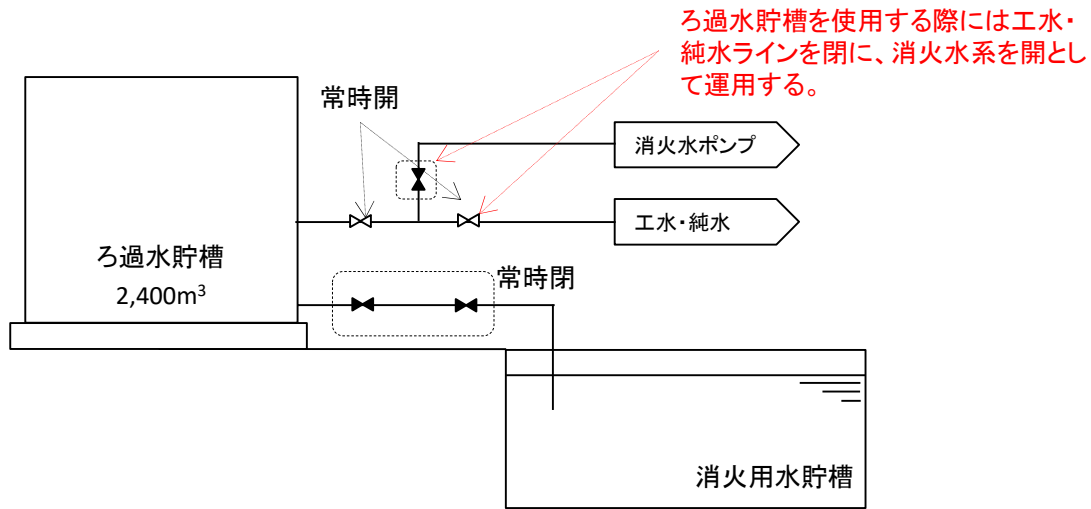 ろ過水貯槽を使用する際には工水・
純水ラインを閉に、消火水系を開とし
て運用する。
常時開
消火水ポンプ
工水・純水
ろ過水貯槽
2,400m³
常時閉
消火用水貯槽